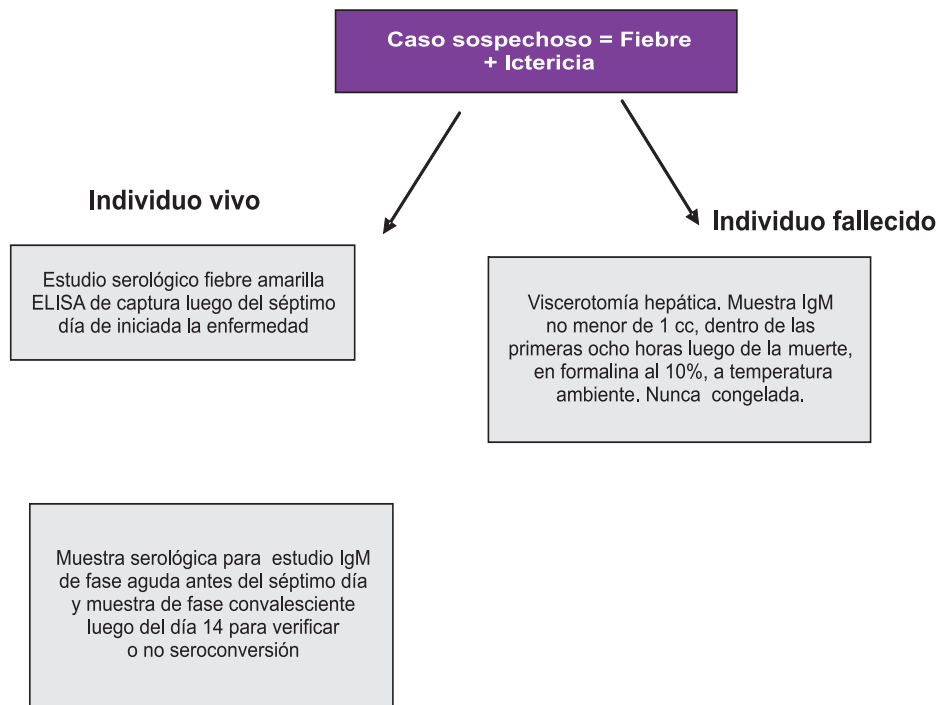 Caso sospechoso = Fiebre
+ Ictericia
Individuo vivo
Estudio serológico fiebre amarilla
ELISA de captura luego del séptimo
día de iniciada la enfermedad
Individuo fallecido
Viscerotomía hepática. Muestra IgM
no menor de 1 cc, dentro de las
primeras ocho horas luego de la muerte,
en formalina al 10%, a temperatura
ambiente. Nunca congelada.
Muestra serológica para estudio IgM
de fase aguda antes del séptimo día
y muestra de fase convalesciente
luego del día 14 para verificar
o no seroconversión